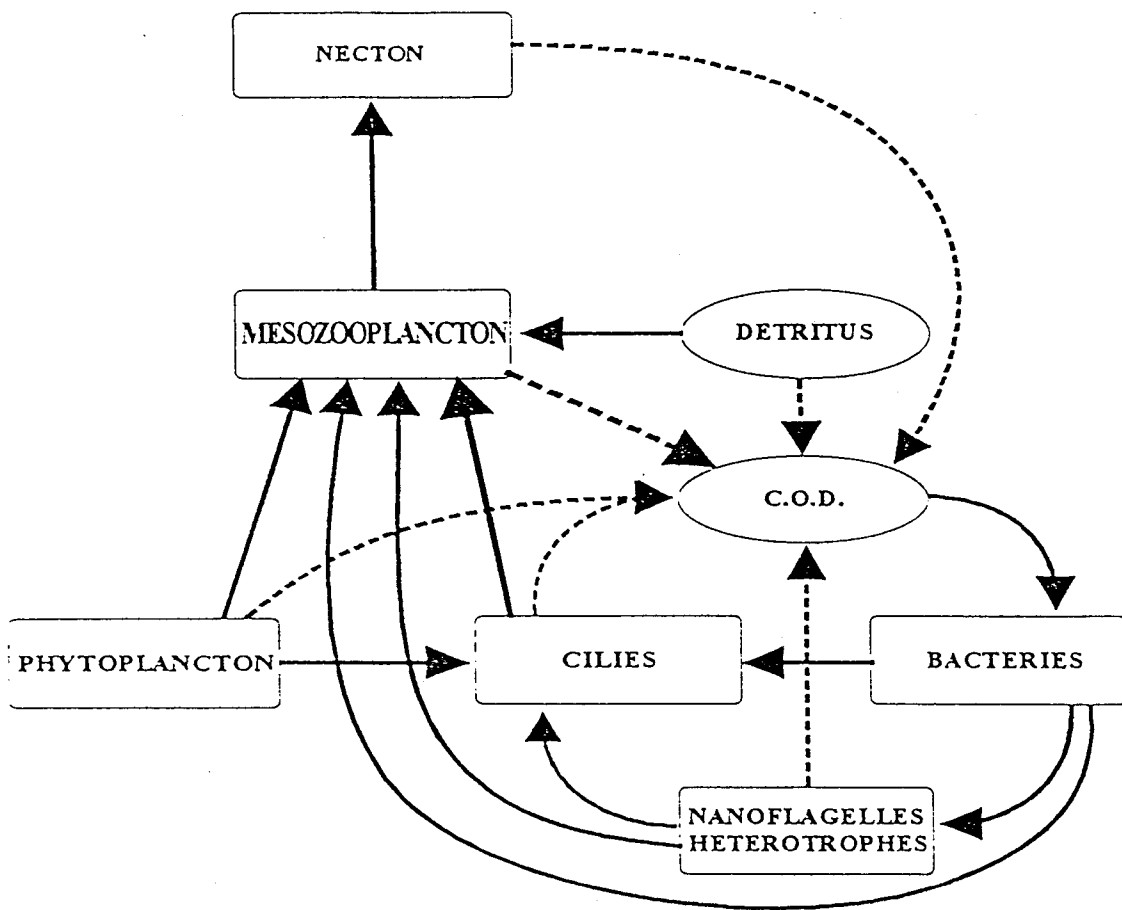 NECTON
MESOZOOPLANCTON
DETRITUS
C.O.D.
PHYTOPLANCTON
CILIES
BACTERIES
NANOFLAGELLES
HETEROTROPHES